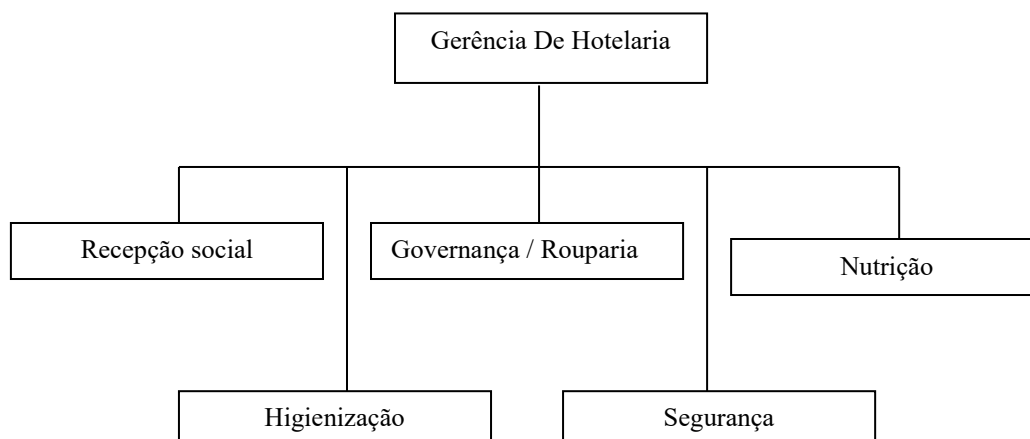 Gerência De Hotelaria
Recepção social
Governança / Rouparia
Nutrição
Higienização
Segurança